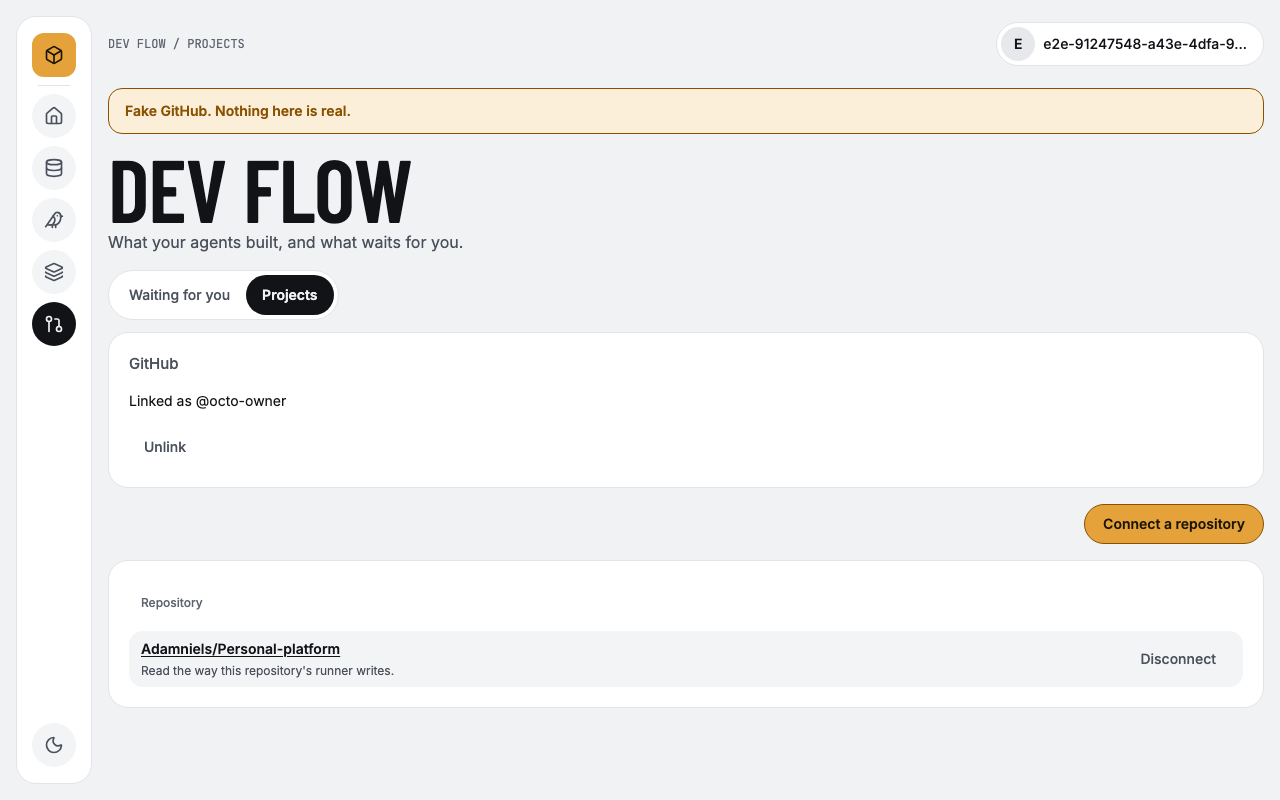 DEV FLOW / PROJECTS
E e2e-91247548-a43e-4dfa-9...
Fake GitHub. Nothing here is real.
DEV FLOW
What your agents built, and what waits for you.
Waiting for you Projects
GitHub
Linked as @octo-owner
Unlink
Connect a repository
Repository
Adamniels/Personal-platform
Read the way this repository's runner writes.
Disconnect